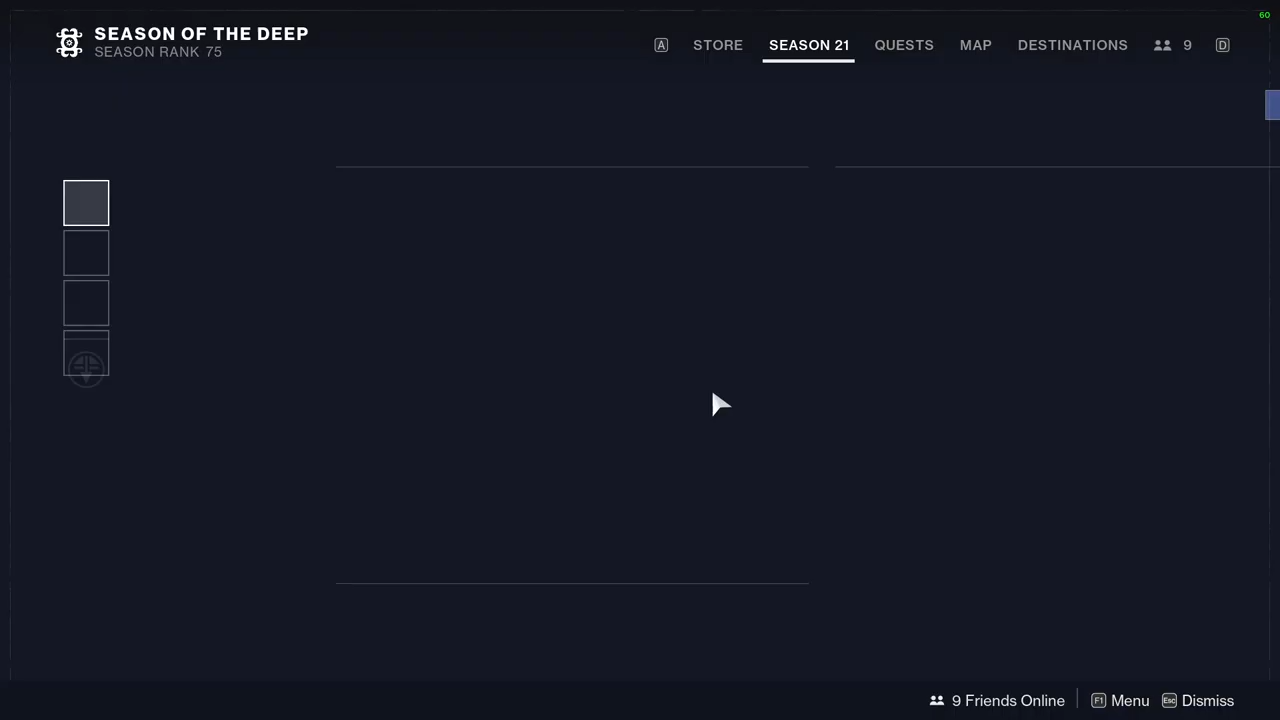 60
SEASON OF THE DEEP
SEASON RANK 75
A STORE SEASON 21 QUESTS MAP DESTINATIONS 9 D
9 Friends Online F1 Menu Esc Dismiss